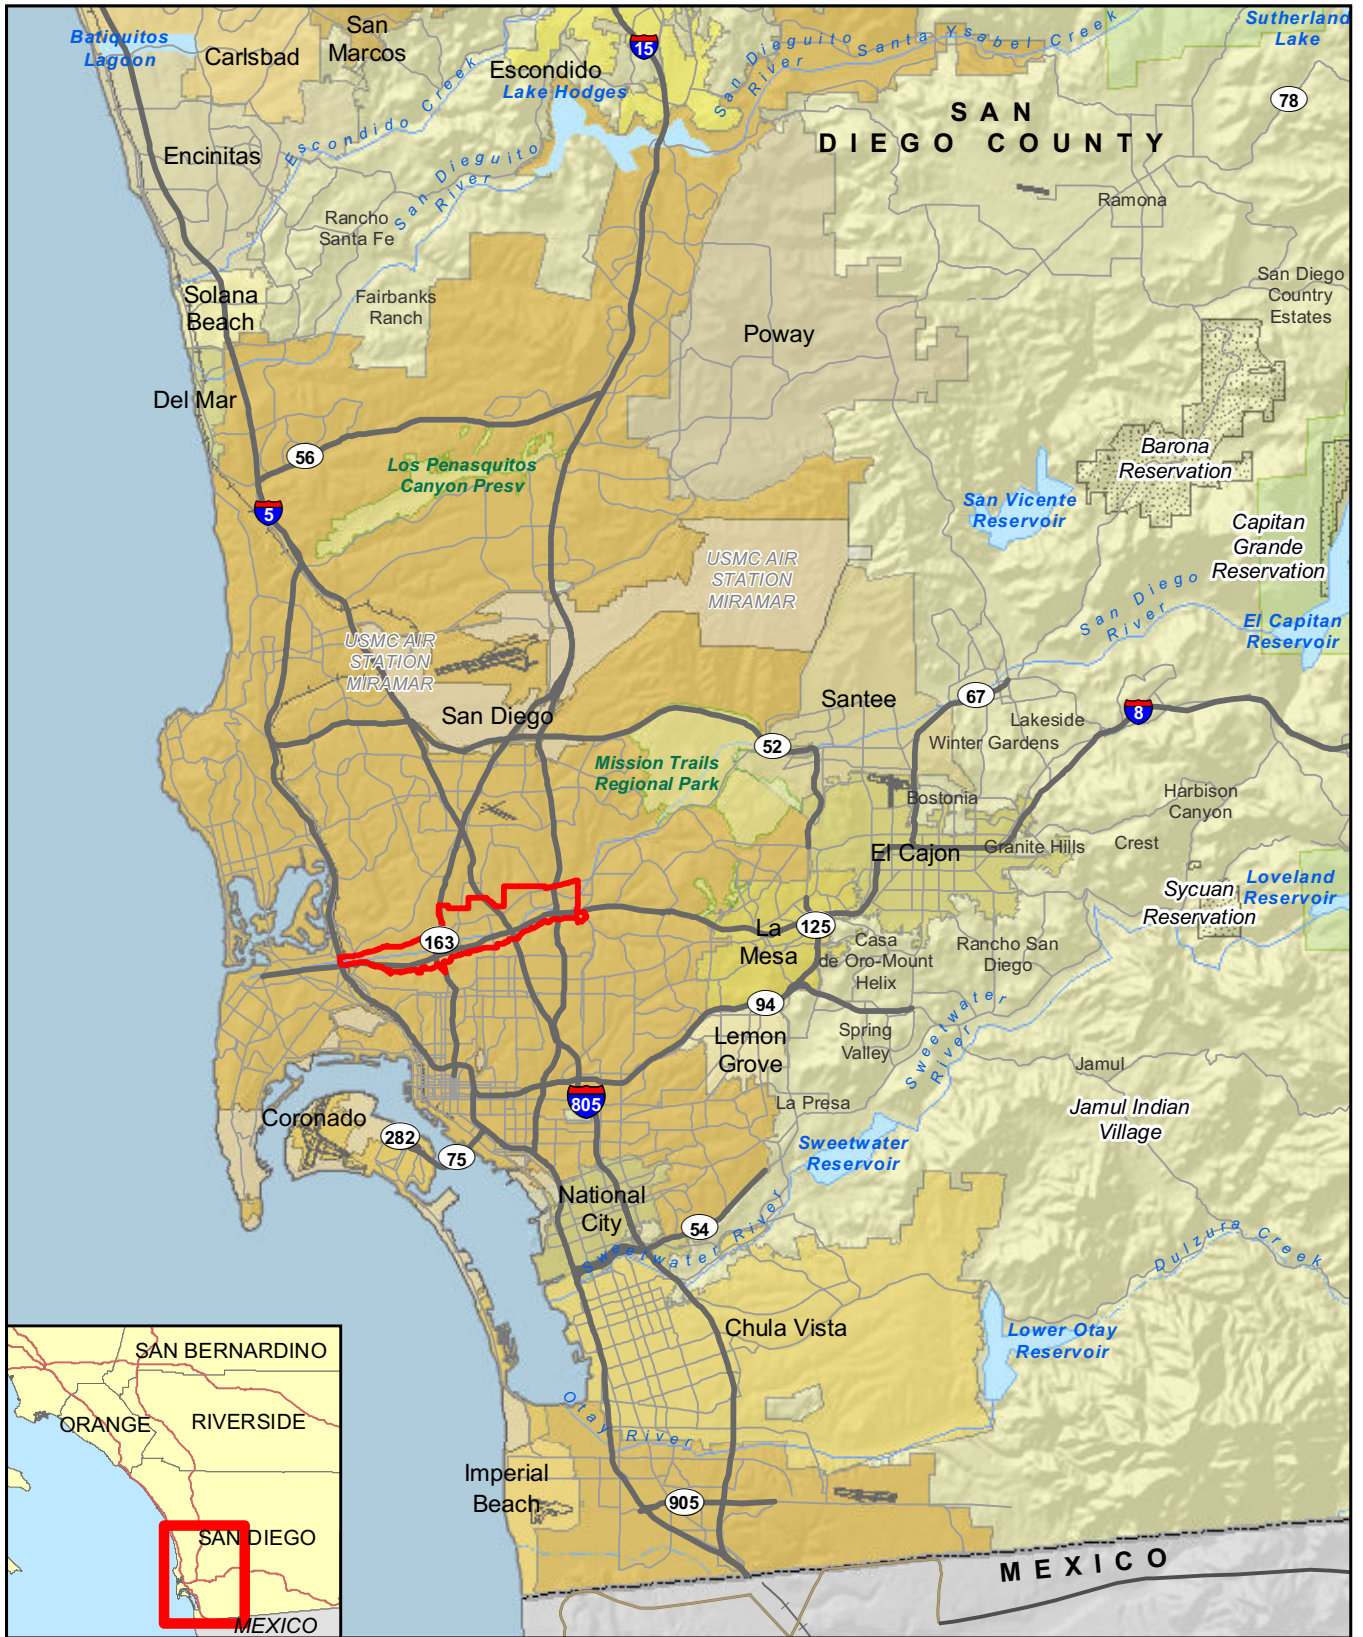 Batiquitos
Lagoon
Carlsbad
San
Marcos
Escondido
Lake Hodges
15
San Dieguito
River
Santa Ysabel Creek
Sutherland
Lake
78
SAN
DIEGO COUNTY
Encinitas
Escondido Creek
San Dieguito
River
Rancho
Santa Fe
Ramona
Solana
Beach
Fairbanks
Ranch
Poway
San Diego
Country
Estates
Del Mar
56
Los Penasquitos
Canyon Presv
5
Barona
Reservation
San Vicente
Reservoir
Capitan
Grande
Reservation
USMC AIR
STATION
MIRAMAR
San Diego
River
El Capitan
Reservoir
USMC AIR
STATION
MIRAMAR
San Diego
Santee
67
8
Lakeside
Winter Gardens
52
Mission Trails
Regional Park
Bostonia
Harbison
Canyon
El Cajon
Granite Hills
Crest
Sycuan
Reservation
Loveland
Reservoir
163
La
Mesa
125
Casa
de Oro-Mount
Helix
Rancho San
Diego
94
Lemon
Grove
Spring
Valley
Sweetwater
River
Jamul
805
La Presa
Jamul Indian
Village
Coronado
282
75
Sweetwater
Reservoir
National
City
54
Sweetwater River
Dulzura Creek
Chula Vista
Lower Otay
Reservoir
Otay River
Imperial
Beach
905
MEXICO
SAN BERNARDINO
ORANGE
RIVERSIDE
SAN DIEGO
MEXICO